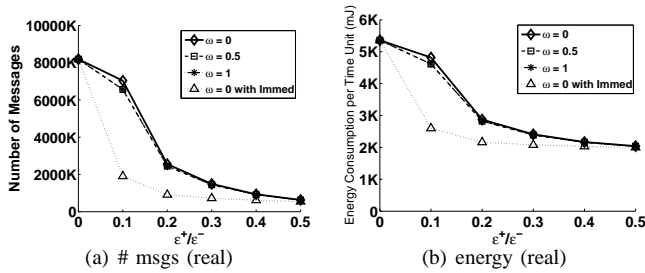 Number of Messages
10000K
8000K
6000K
4000K
2000K
0
0 0.1 0.2 0.3 0.4 0.5
ε⁺/ε⁻
ω = 0
ω = 0.5
ω = 1
ω = 0 with Immed
(a) # msgs (real)
Energy Consumption per Time Unit (mJ)
6K
5K
4K
3K
2K
1K
0
0 0.1 0.2 0.3 0.4 0.5
ε⁺/ε⁻
ω = 0
ω = 0.5
ω = 1
ω = 0 with Immed
(b) energy (real)